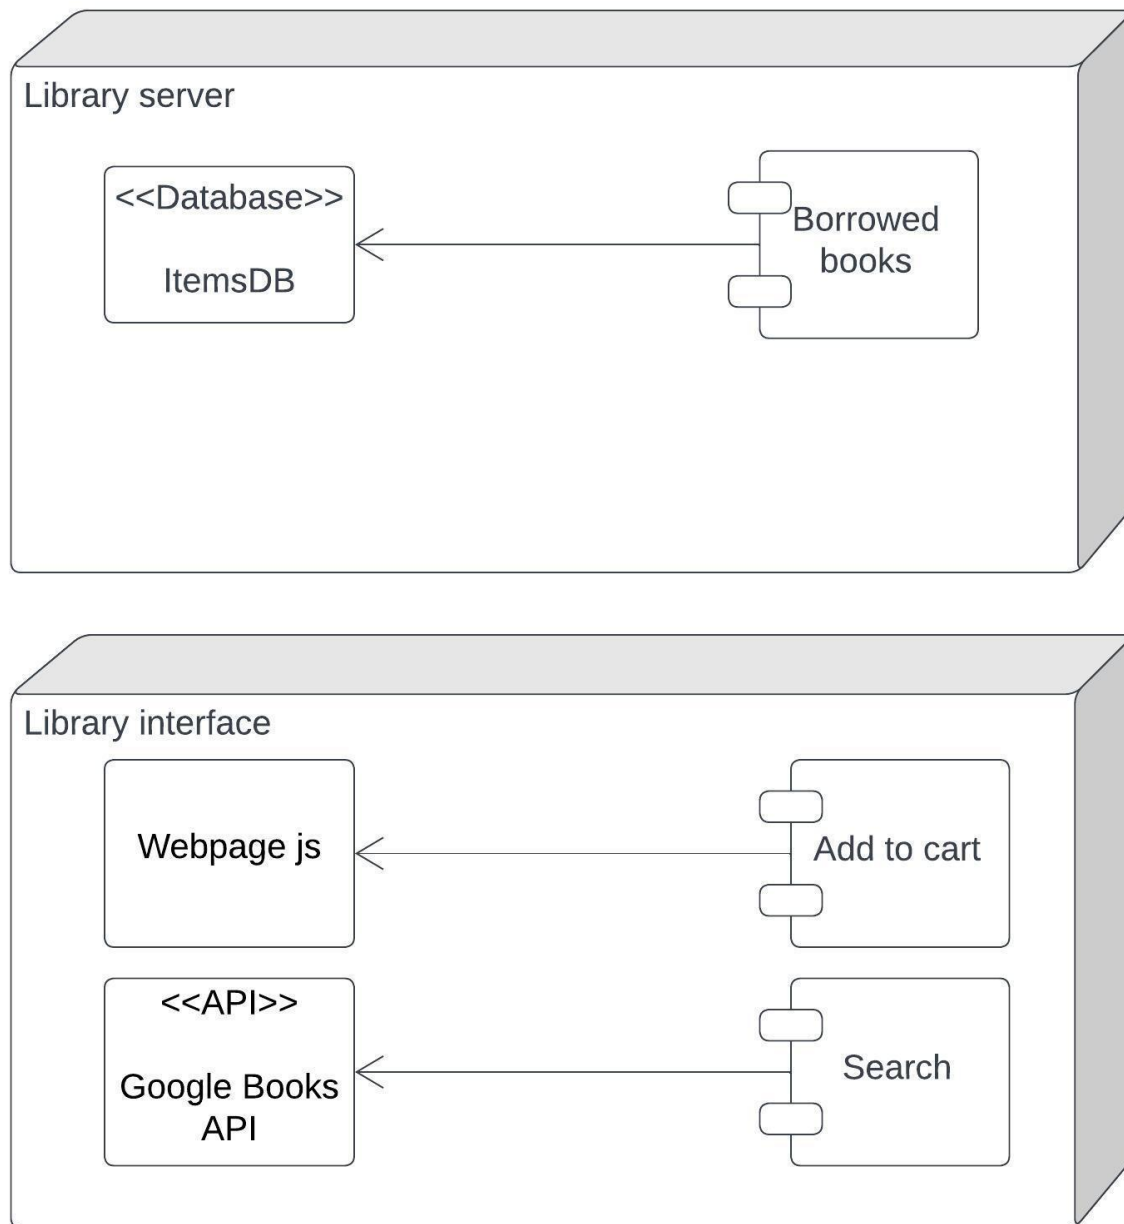 Library server
<<Database>>
ItemsDB
Borrowed
books
Library interface
Webpage js
Add to cart
<<API>>
Google Books
API
Search